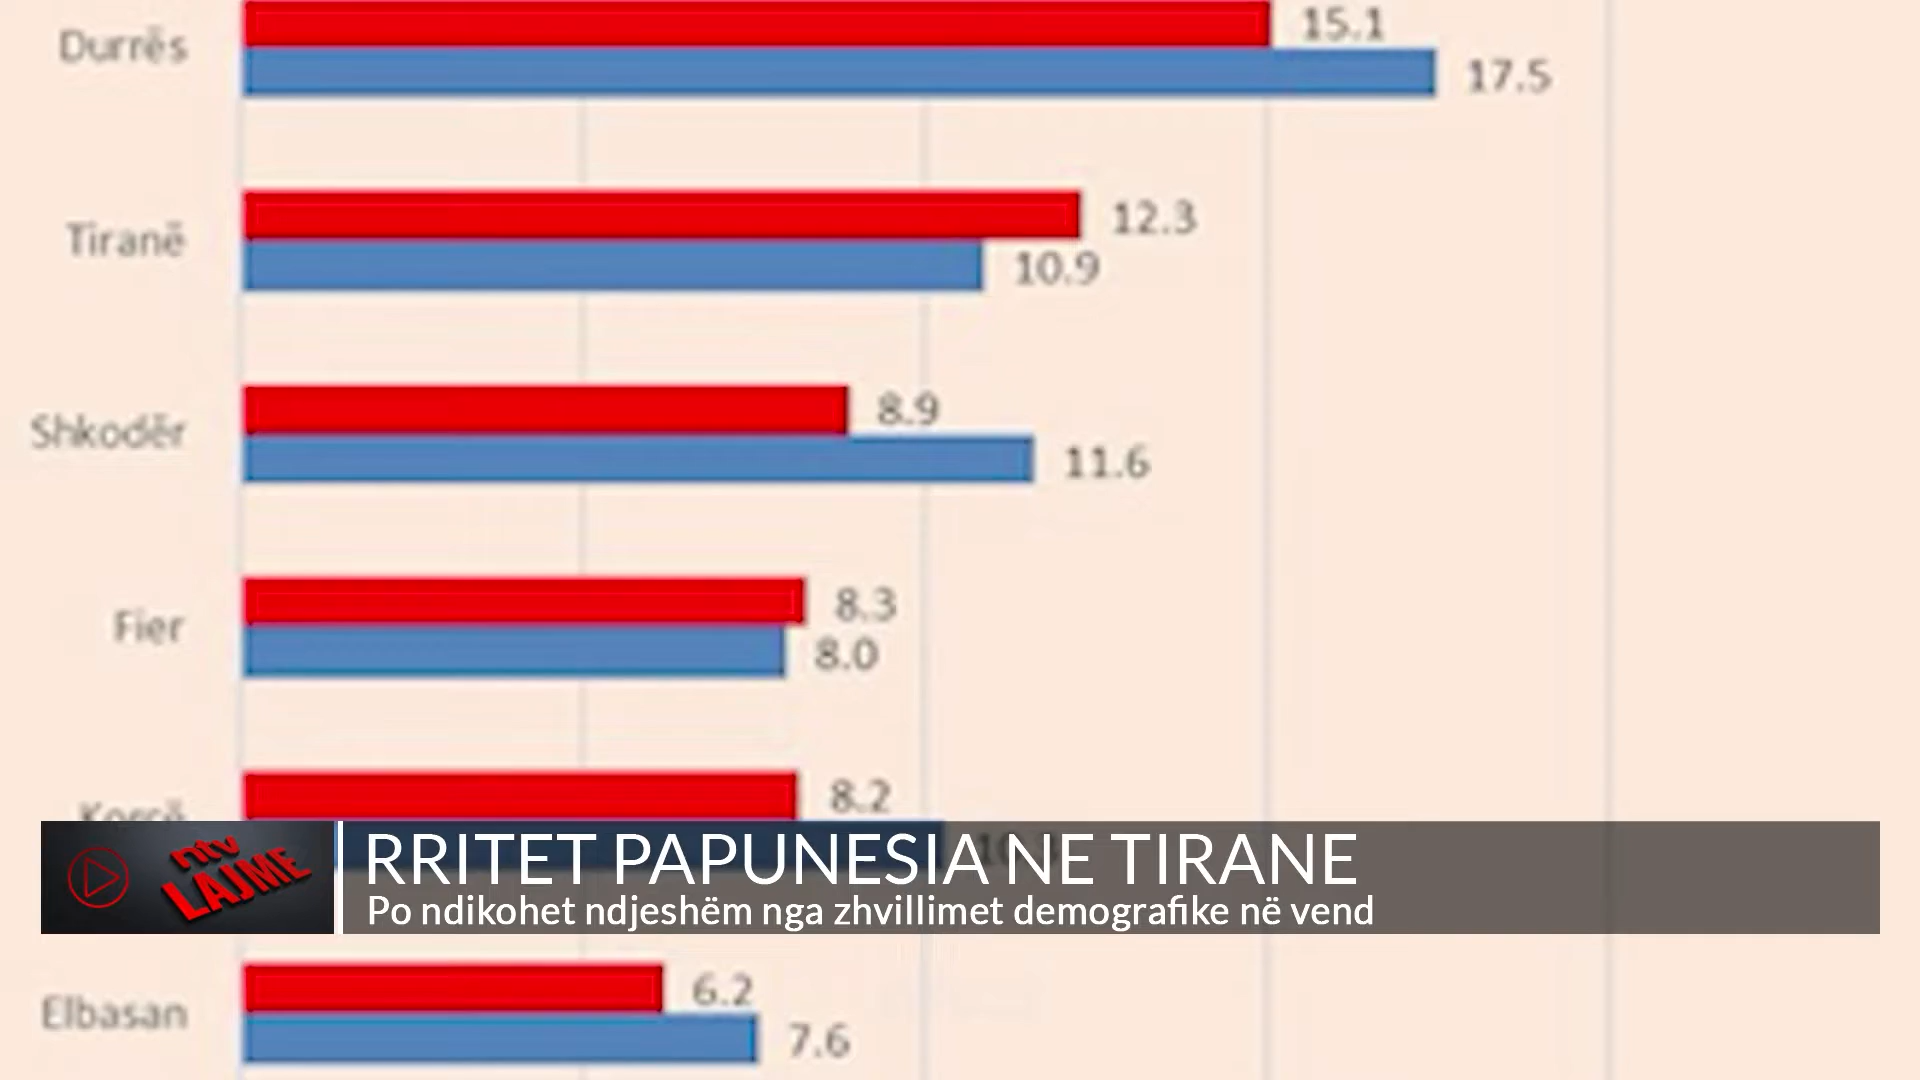 Durrës
15.1
17.5
Tiranë
12.3
10.9
Shkodër
8.9
11.6
Fier
8.3
8.0
8.2
ntv
LAJME
RRITET PAPUNESIA NE TIRANE
Po ndikohet ndjeshëm nga zhvillimet demografike në vend
Elbasan
6.2
7.6